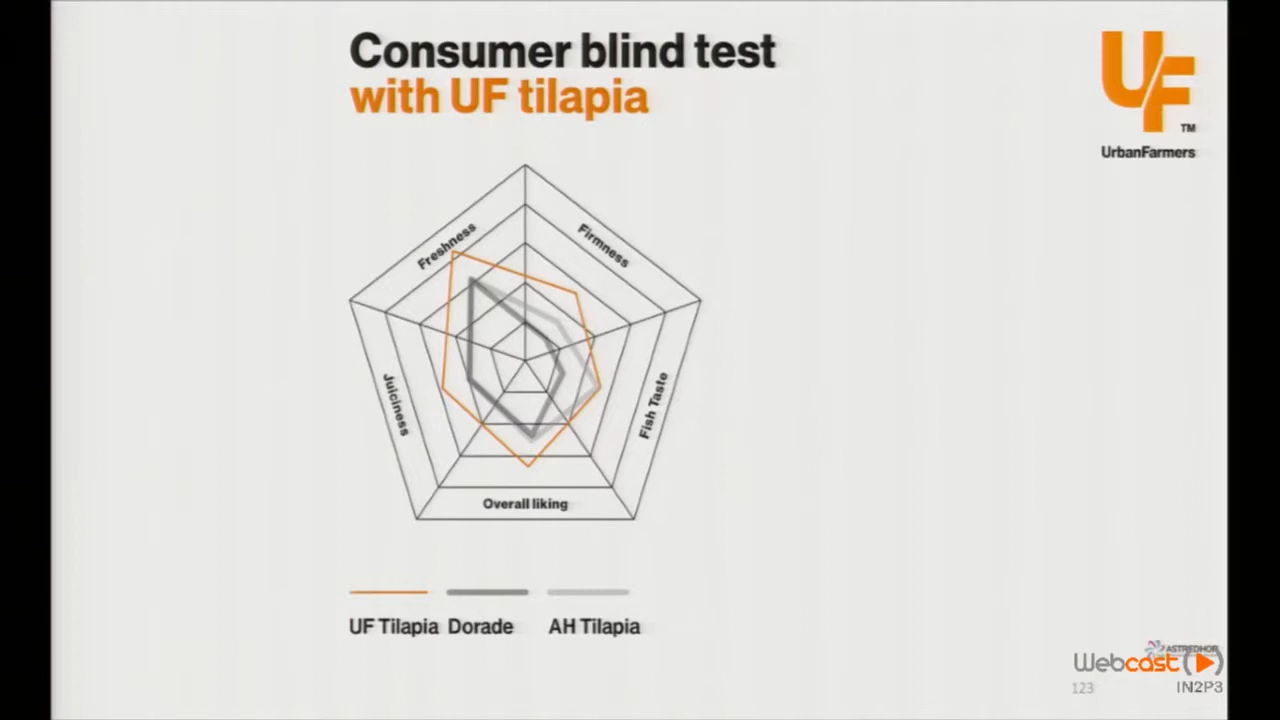 Consumer blind test
with UF tilapia
UF
TM
UrbanFarmers
Freshness
Firmness
Juiciness
Fish Taste
Overall liking
UF Tilapia
Dorade
AH Tilapia
ASTREDHOR
Webcast
123
IN2P3